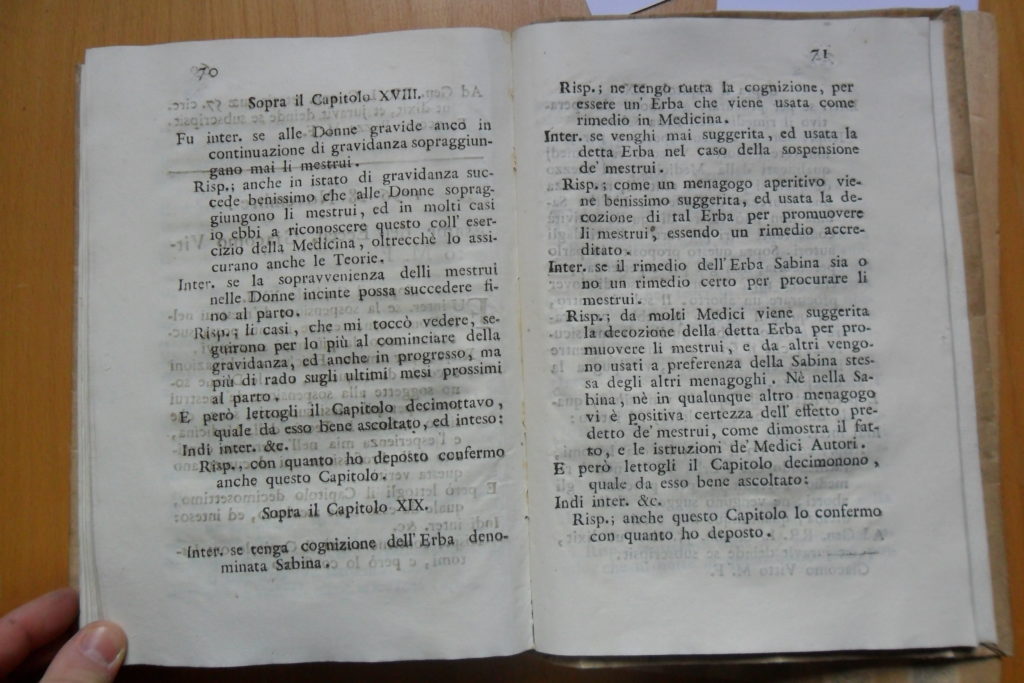 70
Sopra il Capitolo XVIII.
Fu inter. se alle Donne gravide anco in
continuazione di gravidanza sopraggiun-
gano mai li mestrui.
Risp.; anche in istato di gravidanza suc-
cede benissimo che alle Donne soprag-
giungono li mestrui, ed in molti casi
io ebbi a riconoscere questo coll' eser-
cizio della Medicina, oltrecchè lo assi-
curano anche le Teorie.
Inter. se la sopravvenienza delli mestrui
nelle Donne incinte possa succedere fi-
no al parto.
Risp.; li casi, che mi toccò vedere, se-
guirono per lo più al cominciare della
gravidanza, ed anche in progresso, ma
più di rado sugli ultimi mesi prossimi
al parto.
E però lettogli il Capitolo decimottavo,
quale da esso bene ascoltato, ed inteso:
Indi inter. &c.
Risp., con quanto ho deposto confermo
anche questo Capitolo.
Sopra il Capitolo XIX.
Inter. se tenga cognizione dell' Erba deno-
minata Sabina.
71
Risp.; ne tengo tutta la cognizione, per
essere un' Erba che viene usata come
rimedio in Medicina.
Inter. se venghi mai suggerita, ed usata la
detta Erba nel caso della sospensione
de' mestrui.
Risp.; come un menagogo aperitivo vie-
ne benissimo suggerita, ed usata la de-
cozione di tal Erba per promuovere
li mestrui, essendo un rimedio accre-
ditato.
Inter. se il rimedio dell' Erba Sabina sia o
no un rimedio certo per procurare li
mestrui.
Risp.; da molti Medici viene suggerita
la decozione della detta Erba per pro-
muovere li mestrui, e da altri vengo-
no usati a preferenza della Sabina stes-
sa degli altri menagoghi. Nè nella Sa-
bina, nè in qualunque altro menagogo
vi è positiva certezza dell' effetto pre-
detto de' mestrui, come dimostra il fat-
to, e le istruzioni de' Medici Autori.
E però lettogli il Capitolo decimonono,
quale da esso bene ascoltato:
Indi inter. &c.
Risp.; anche questo Capitolo lo confermo
con quanto ho deposto.